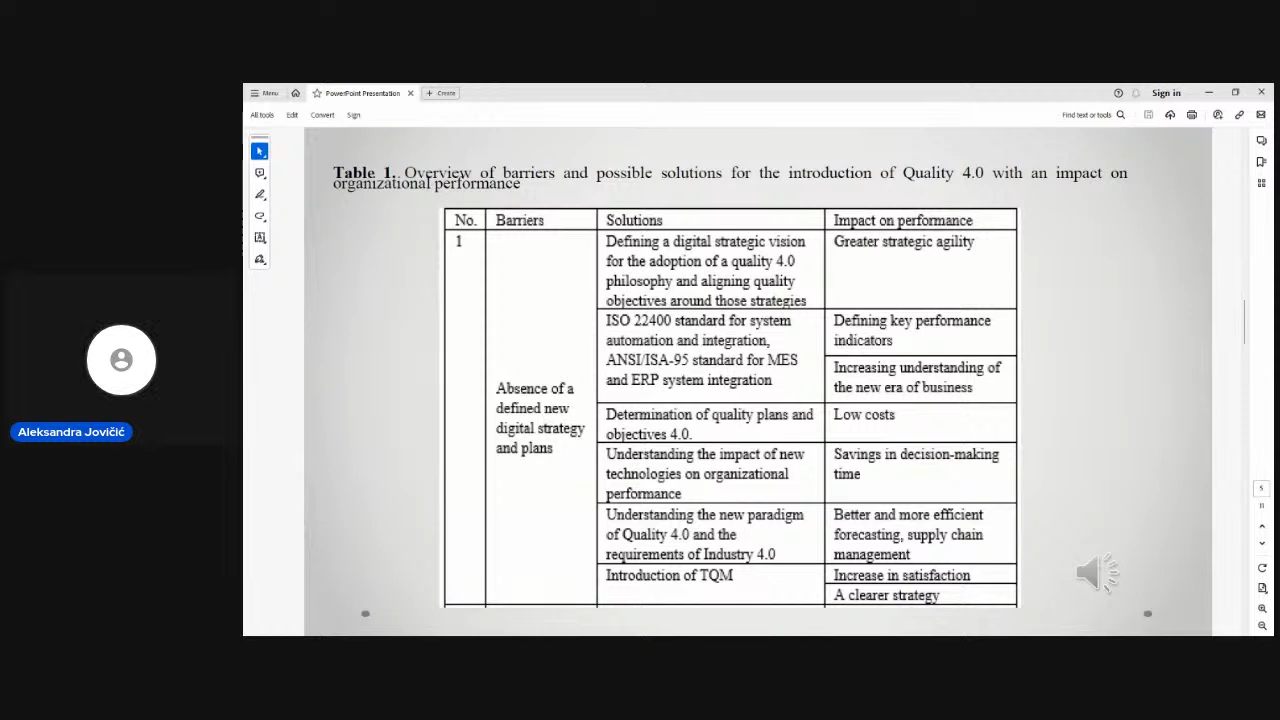 Menu
PowerPoint Presentation
Create
Sign in
All tools Edit Convert Sign
Find text or tools
Table 1. Overview of barriers and possible solutions for the introduction of Quality 4.0 with an impact on
organizational performance
No. Barriers Solutions Impact on performance
1
Absence of a
defined new
digital strategy
and plans
Defining a digital strategic vision
for the adoption of a quality 4.0
philosophy and aligning quality
objectives around those strategies
Greater strategic agility
ISO 22400 standard for system
automation and integration,
ANSI/ISA-95 standard for MES
and ERP system integration
Defining key performance
indicators
Increasing understanding of
the new era of business
Determination of quality plans and
objectives 4.0.
Low costs
Understanding the impact of new
technologies on organizational
performance
Savings in decision-making
time
Understanding the new paradigm
of Quality 4.0 and the
requirements of Industry 4.0
Better and more efficient
forecasting, supply chain
management
Introduction of TQM
Increase in satisfaction
A clearer strategy
Aleksandra Jovičić
5
11